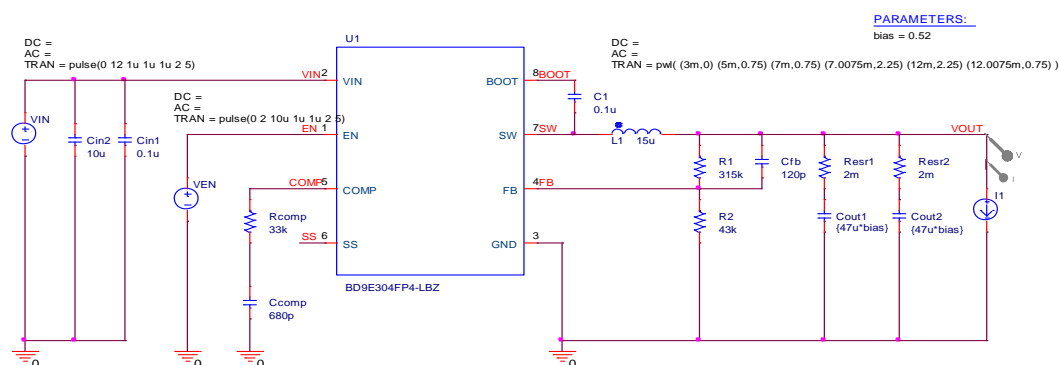 PARAMETERS:
bias = 0.52
DC =
AC =
TRAN = pulse(0 12 1u 1u 1u 2 5)
U1
DC =
AC =
TRAN = pwl( (3m,0) (5m,0.75) (7m,0.75) (7.0075m,2.25) (12m,2.25) (12.0075m,0.75) )
VIN 2 VIN
BOOT 8 BOOT
DC =
AC =
TRAN = pulse(0 2 10u 1u 1u 2 5)
C1
0.1u
VIN
Cin2
10u
Cin1
0.1u
EN 1 EN
SW 7 SW
L1 15u
VOUT
V
I
R1
315k
Cfb
120p
Resr1
2m
Resr2
2m
VEN
COMP 5 COMP
FB 4 FB
I1
Rcomp
33k
R2
43k
Cout1
{47u*bias}
Cout2
{47u*bias}
SS 6 SS
GND 3
BD9E304FP4-LBZ
Ccomp
680p
0
0
0
0
0